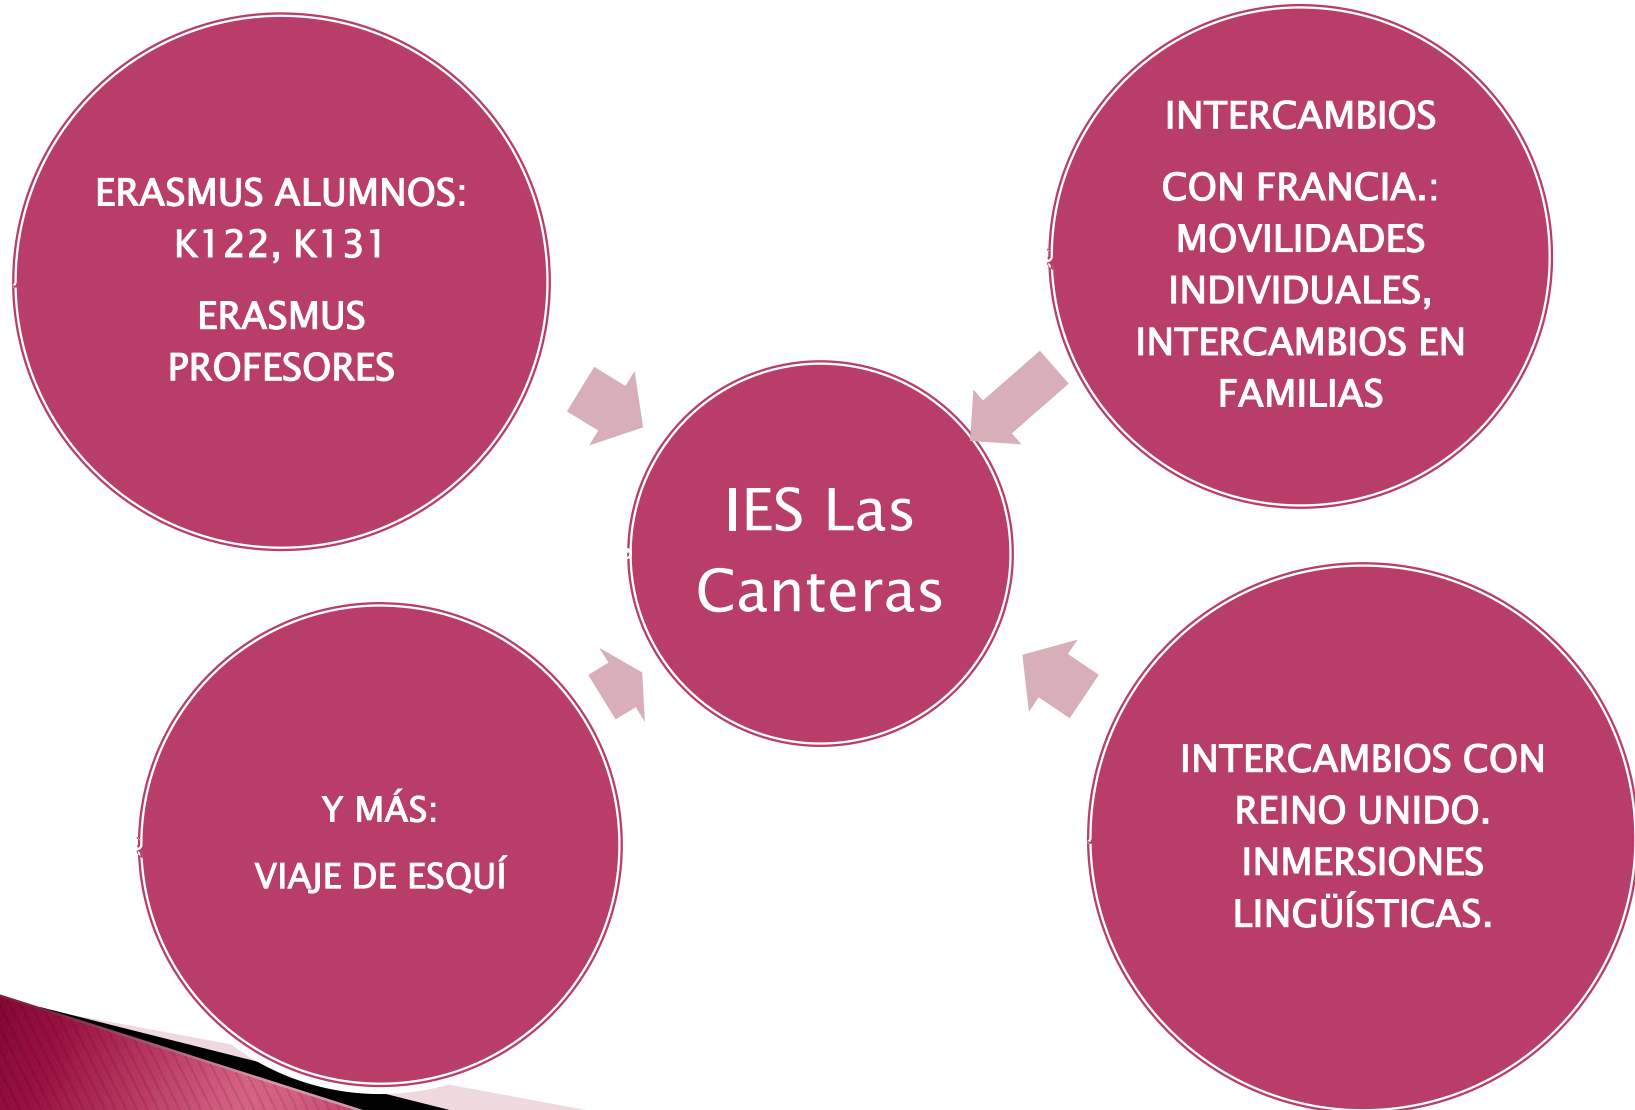 ERASMUS ALUMNOS:
K122, K131
ERASMUS
PROFESORES
INTERCAMBIOS
CON FRANCIA.:
MOVILIDADES
INDIVIDUALES,
INTERCAMBIOS EN
FAMILIAS
IES Las
Canteras
Y MÁS:
VIAJE DE ESQUÍ
INTERCAMBIOS CON
REINO UNIDO.
INMERSIONES
LINGÜÍSTICAS.